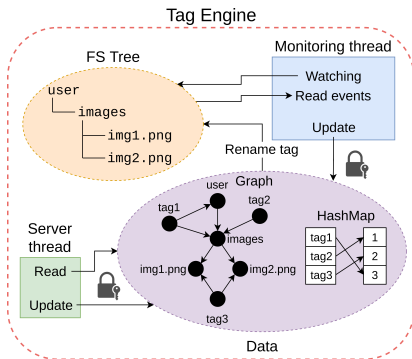 Tag Engine
Monitoring thread
Watching
Read events
Update
FS Tree
user
images
img1.png
img2.png
Rename tag
Graph
user
tag1
tag2
images
img1.png
img2.png
tag3
HashMap
tag1 1
tag2 2
tag3 3
Server
thread
Read
Update
Data